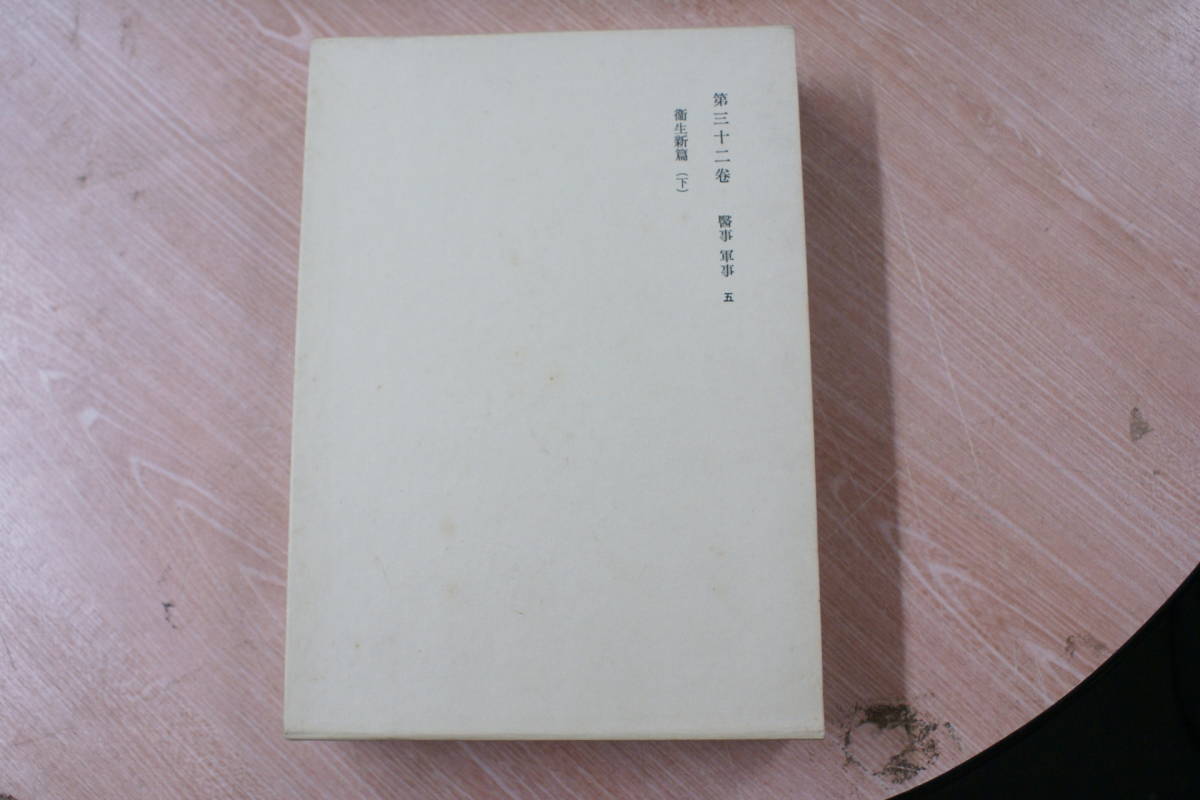 第三十二卷 醫事 軍事 五
衞生新篇（下）